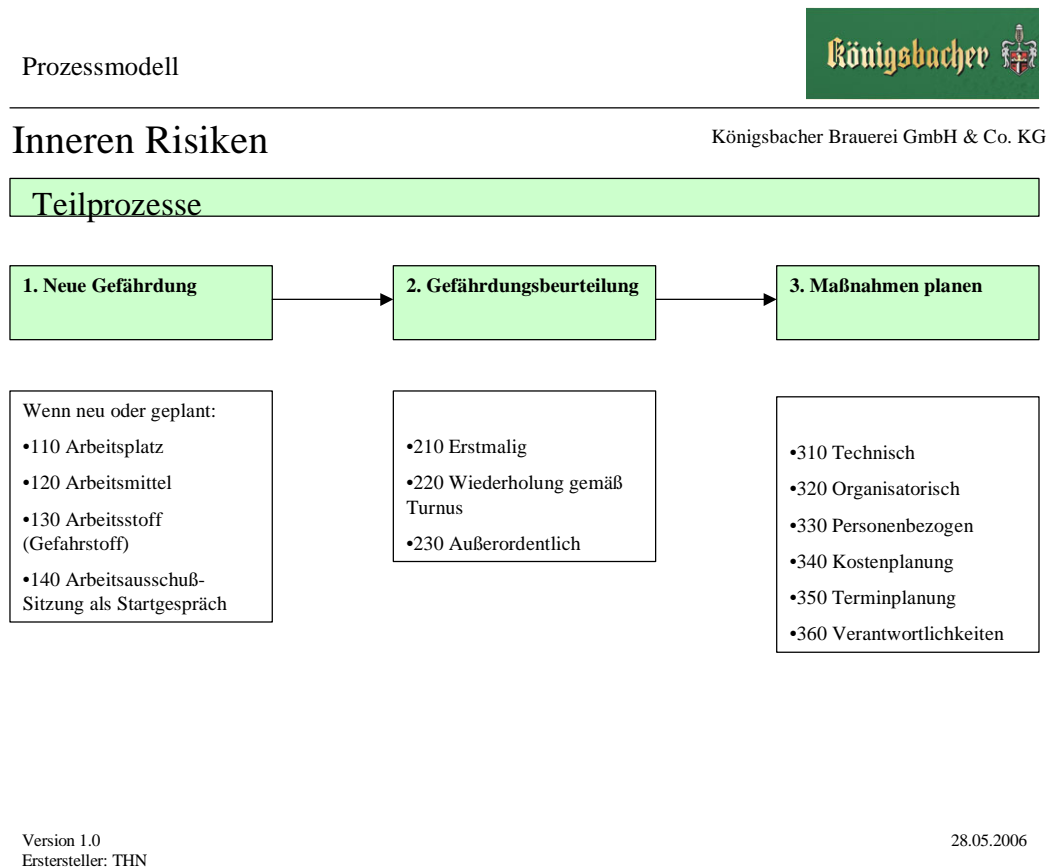 Prozessmodell
Königsbacher
Inneren Risiken
Königsbacher Brauerei GmbH & Co. KG
Teilprozesse
1. Neue Gefährdung
2. Gefährdungsbeurteilung
3. Maßnahmen planen
Wenn neu oder geplant:
•110 Arbeitsplatz
•120 Arbeitsmittel
•130 Arbeitsstoff
(Gefahrstoff)
•140 Arbeitsausschuß-
Sitzung als Startgespräch
•210 Erstmalig
•220 Wiederholung gemäß
Turnus
•230 Außerordentlich
•310 Technisch
•320 Organisatorisch
•330 Personenbezogen
•340 Kostenplanung
•350 Terminplanung
•360 Verantwortlichkeiten
Version 1.0
Erstersteller: THN
28.05.2006